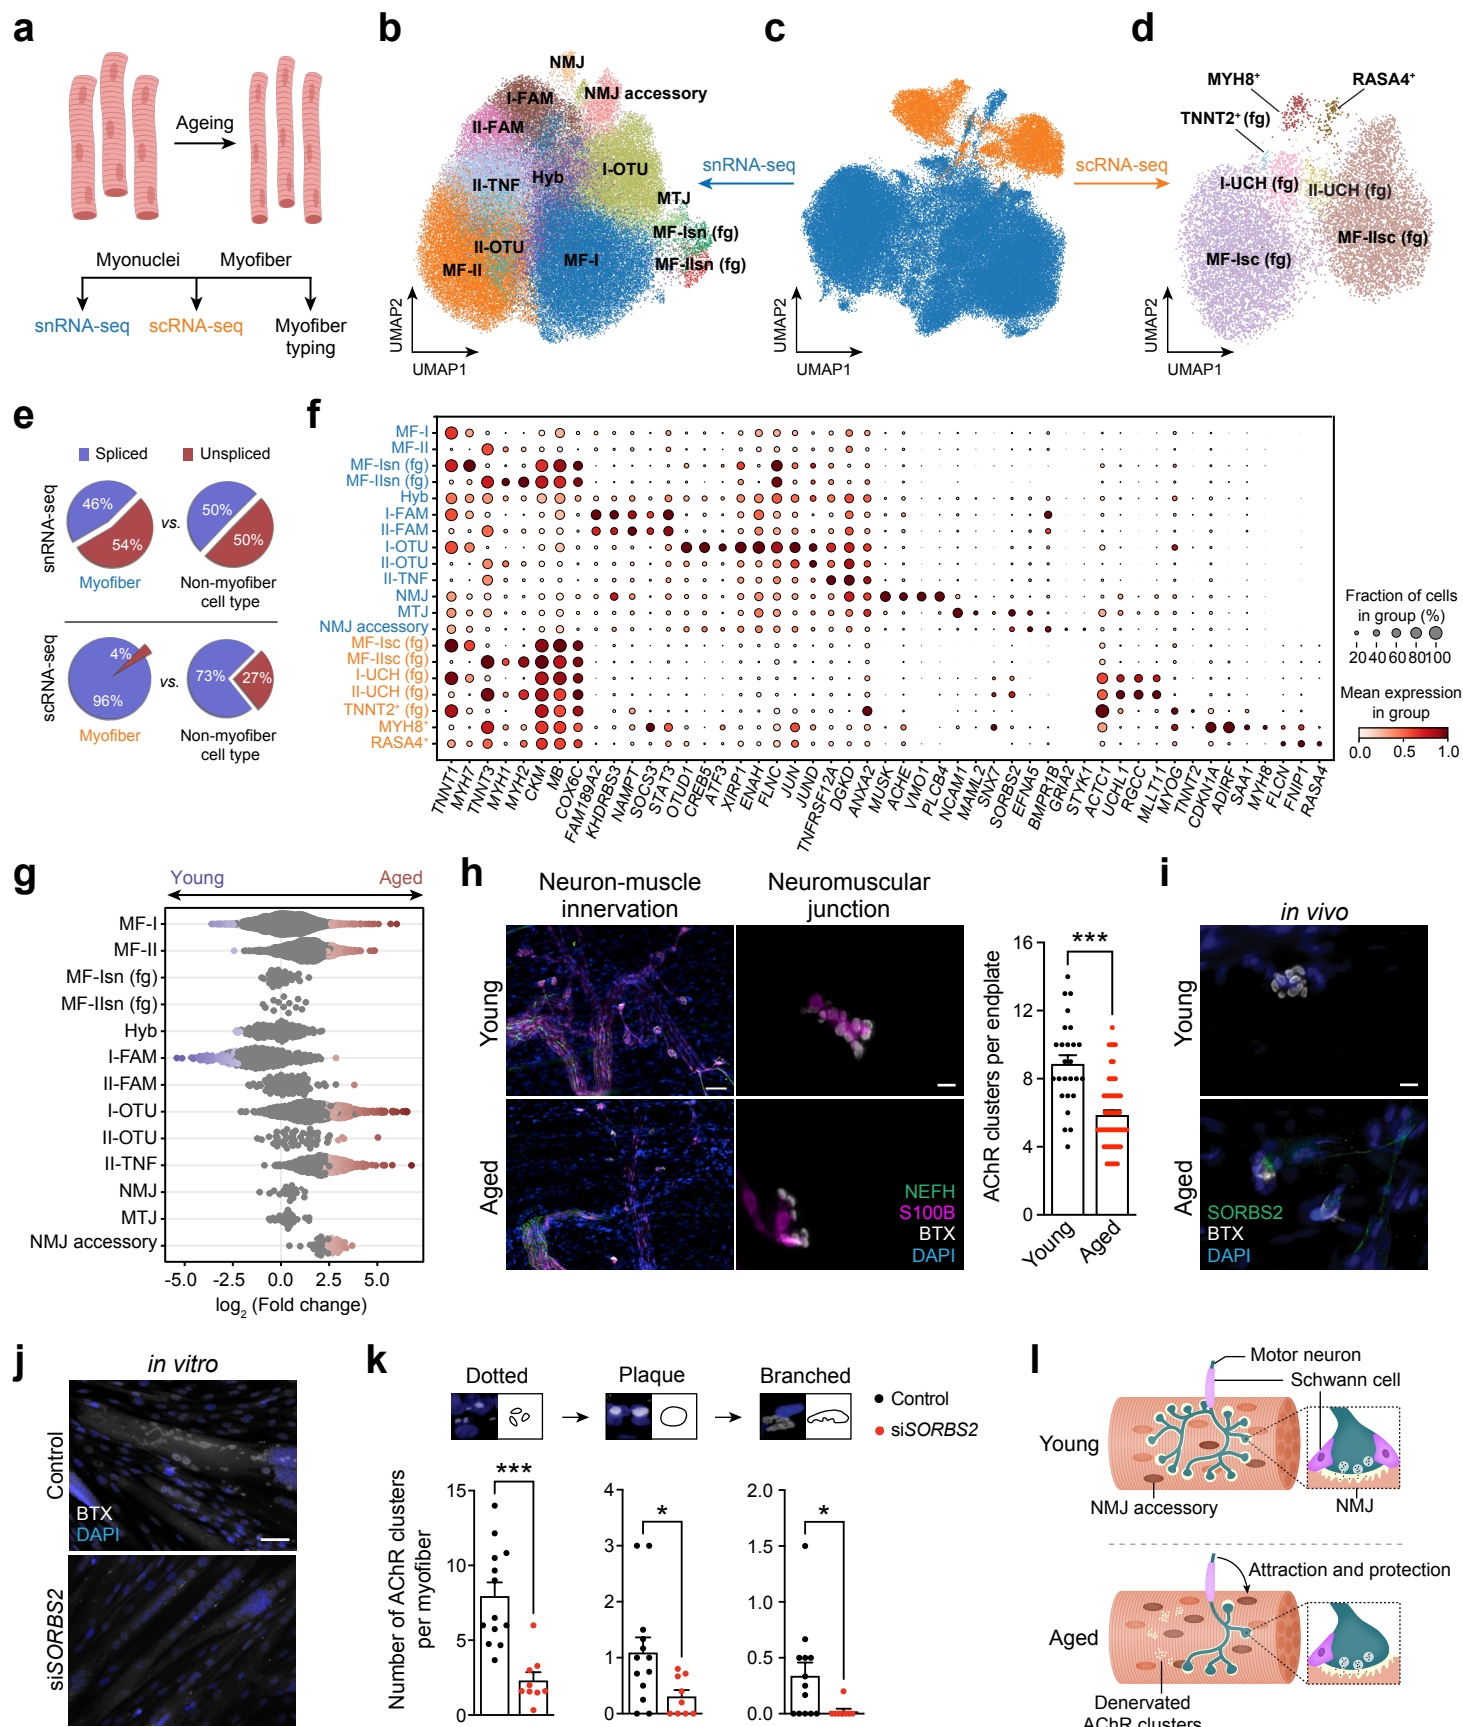 a
Ageing
Myonuclei
Myofiber
snRNA-seq
scRNA-seq
Myofiber
typing
b
NMJ
I-FAM
NMJ accessory
II-FAM
II-TNF
Hyb
I-OTU
MTJ
II-OTU
MF-Isn (fg)
MF-II
MF-I
MF-IIsn (fg)
UMAP2
UMAP1
c
snRNA-seq
scRNA-seq
UMAP2
UMAP1
d
MYH8+
RASA4+
TNNT2+ (fg)
I-UCH (fg)
II-UCH (fg)
MF-IIsc (fg)
MF-Isc (fg)
UMAP2
UMAP1
e
Spliced
Unspliced
snRNA-seq
46%
54%
vs.
50%
50%
Myofiber
Non-myofiber
cell type
scRNA-seq
4%
96%
vs.
73%
27%
Myofiber
Non-myofiber
cell type
f
MF-I
MF-II
MF-Isn (fg)
MF-IIsn (fg)
Hyb
I-FAM
II-FAM
I-OTU
II-OTU
II-TNF
NMJ
MTJ
NMJ accessory
MF-Isc (fg)
MF-IIsc (fg)
I-UCH (fg)
II-UCH (fg)
TNNT2+ (fg)
MYH8+
RASA4+
TNNT1
MYH7
TNNT3
MYH1
MYH2
CKM
MB
COX6C
FAM189A2
KHDRBS3
NAMPT
SOCS3
STAT3
OTUD1
CREB5
ATF3
XIRP1
ENAH
FLNC
JUN
JUND
TNFRSF12A
DGKD
ANXA2
MUSK
ACHE
VMO1
PLCB4
NCAM1
MAML2
SNX7
SORBS2
EFNA5
BMPR1B
GRIA2
STYK1
ACTC1
UCHL1
RGCC
MLLT11
MYOG
TNNT2
CDKN1A
ADIRF
SAA1
MYH8
FLCN
FNIP1
RASA4
Fraction of cells
in group (%)
20 40 60 80100
Mean expression
in group
0.0 0.5 1.0
g
Young
Aged
MF-I
MF-II
MF-Isn (fg)
MF-IIsn (fg)
Hyb
I-FAM
II-FAM
I-OTU
II-OTU
II-TNF
NMJ
MTJ
NMJ accessory
-5.0 -2.5 0.0 2.5 5.0
log2 (Fold change)
h
Neuron-muscle
innervation
Neuromuscular
junction
Young
Aged
NEFH
S100B
BTX
DAPI
AChR clusters per endplate
16
12
8
4
0
***
Young
Aged
i
in vivo
Young
Aged
SORBS2
BTX
DAPI
j
in vitro
Control
BTX
DAPI
siSORBS2
k
Dotted
Plaque
Branched
Control
siSORBS2
Number of AChR clusters
per myofiber
15
10
5
0
***
4
3
2
1
0
*
2.0
1.5
1.0
0.5
0.0
*
l
Motor neuron
Schwann cell
Young
NMJ accessory
NMJ
Attraction and protection
Aged
Denervated
AChR clusters